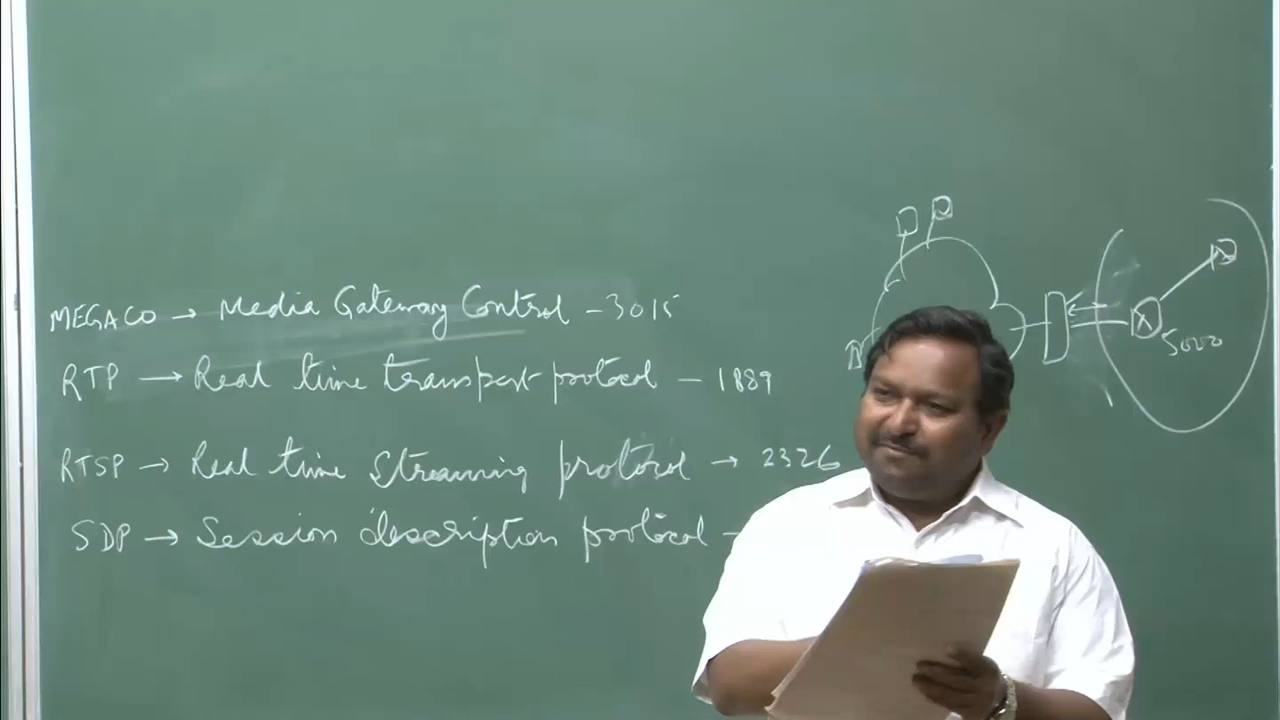 MEGACO → Media Gateway Control - 3015
RTP → Real time transport protocol - 1889
RTSP → Real time Streaming protocol → 2326
SDP → Session description protocol -
5000